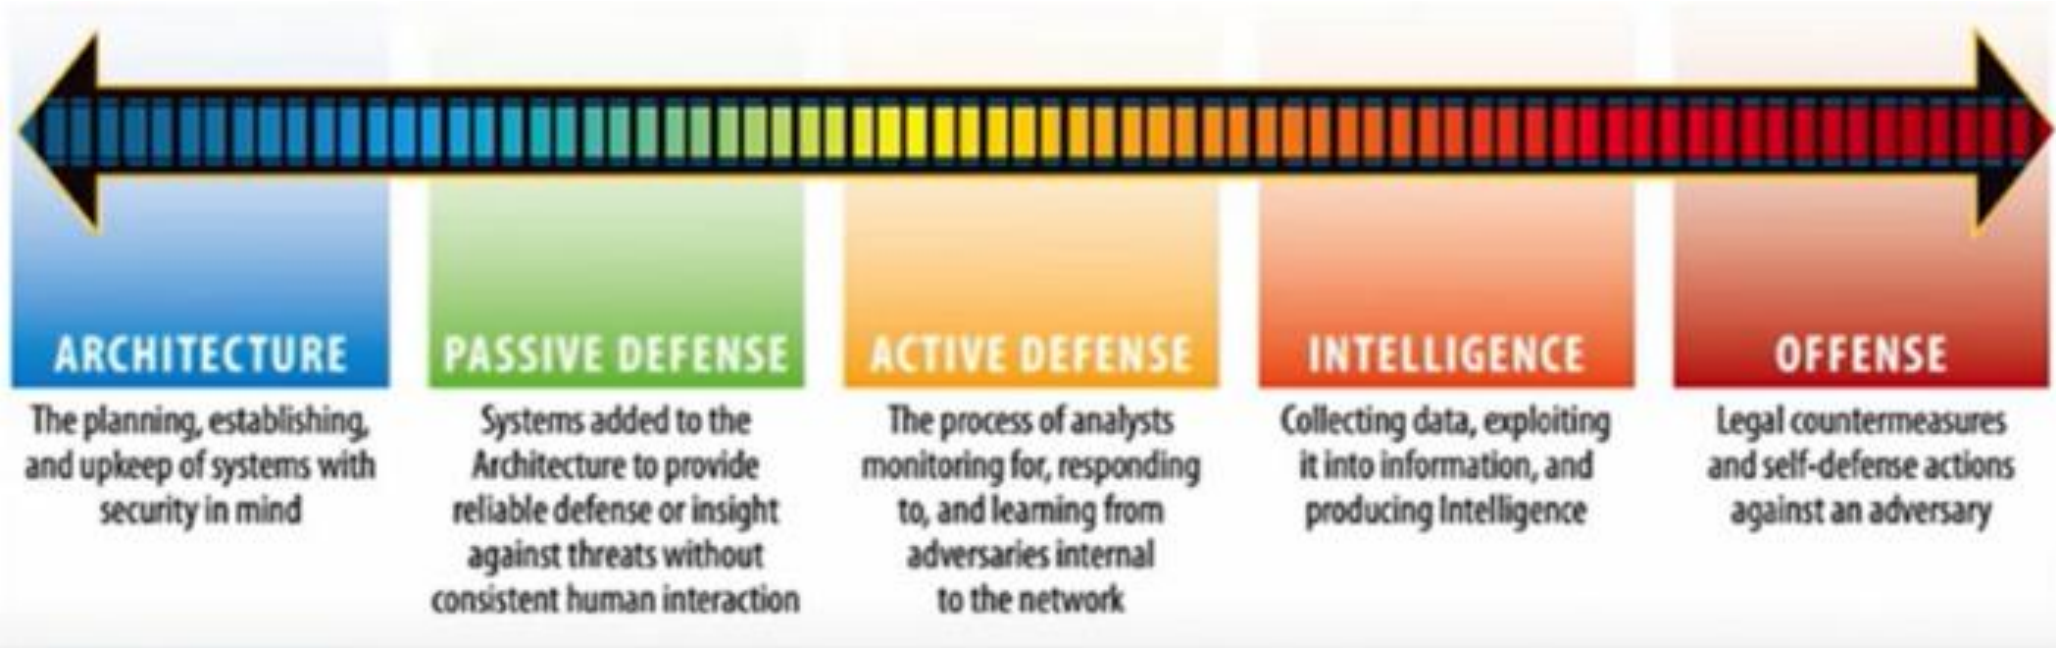 ARCHITECTURE
The planning, establishing,
and upkeep of systems with
security in mind
PASSIVE DEFENSE
Systems added to the
Architecture to provide
reliable defense or insight
against threats without
consistent human interaction
ACTIVE DEFENSE
The process of analysts
monitoring for, responding
to, and learning from
adversaries internal
to the network
INTELLIGENCE
Collecting data, exploiting
it into information, and
producing Intelligence
OFFENSE
Legal countermeasures
and self-defense actions
against an adversary